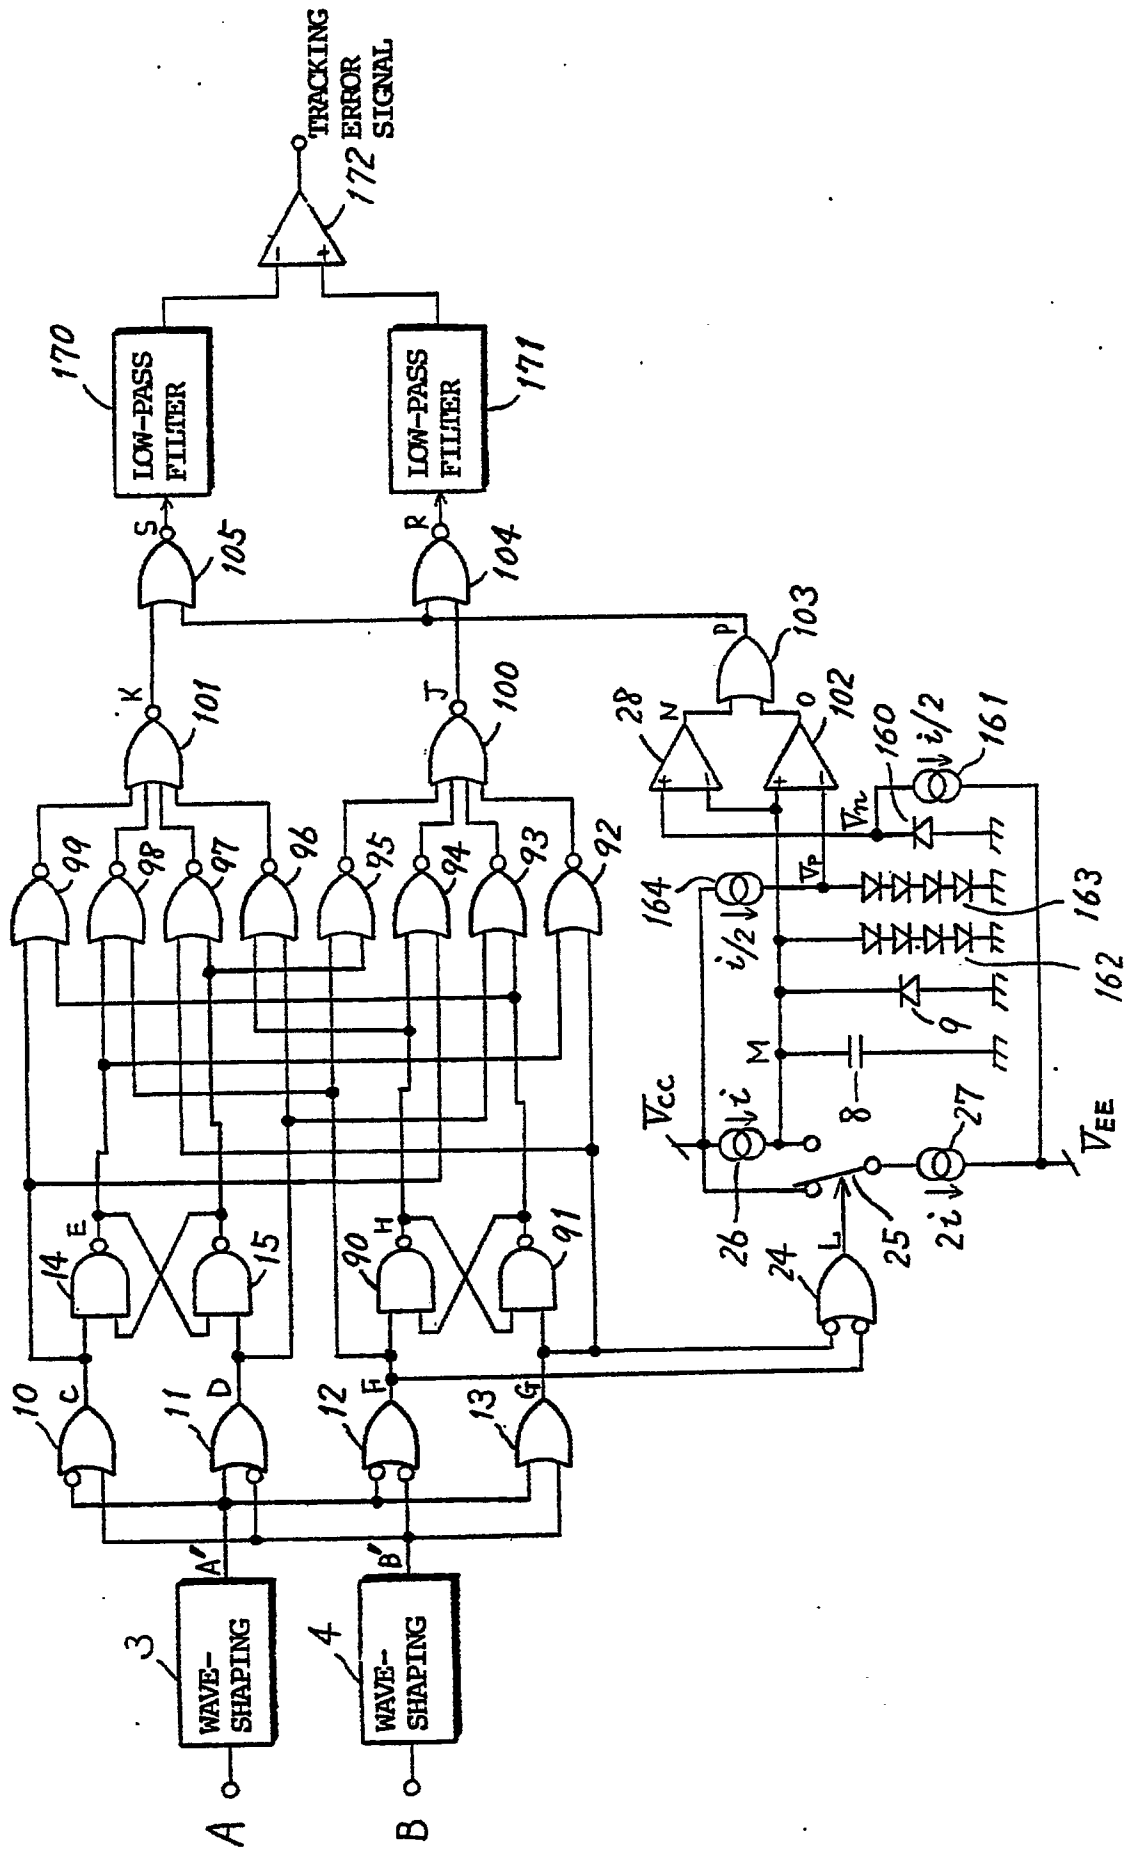 A
B
3
WAVE-
SHAPING
4
WAVE-
SHAPING
A'
B'
10
C
11
D
12
F
13
G
14
E
15
90
H
91
24
L
25
26
i
27
2i
Vcc
VEE
M
8
9
162
163
164
i/2
Vp
Vn
160
161
i/2
99
98
97
96
95
94
93
92
28
N
+
−
102
O
+
−
103
P
K
101
J
100
S
105
R
104
170
LOW-PASS
FILTER
171
LOW-PASS
FILTER
172
−
+
TRACKING
ERROR
SIGNAL